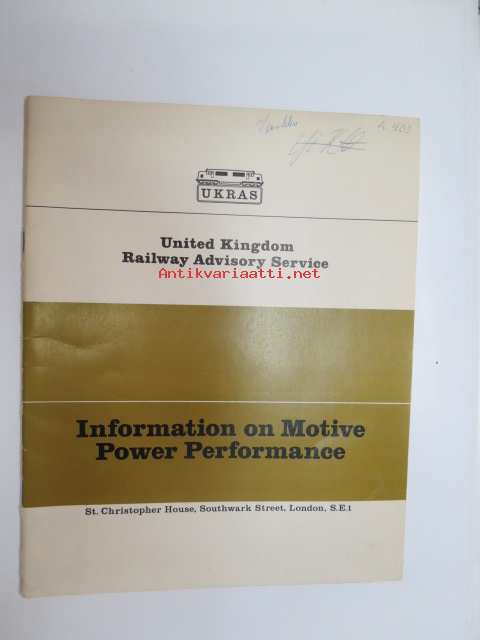 UKRAS
United Kingdom
Railway Advisory Service
Antikvariaatti.net
Information on Motive
Power Performance
St. Christopher House, Southwark Street, London, S.E.1